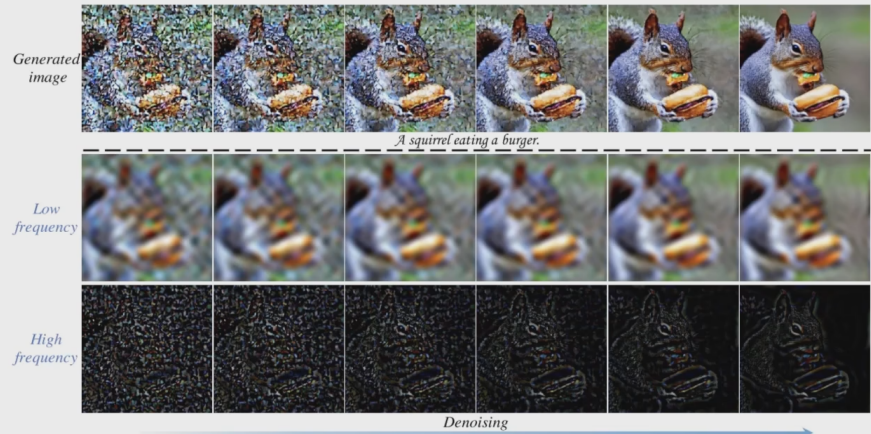 Generated
image
A squirrel eating a burger.
Low
frequency
High
frequency
Denoising